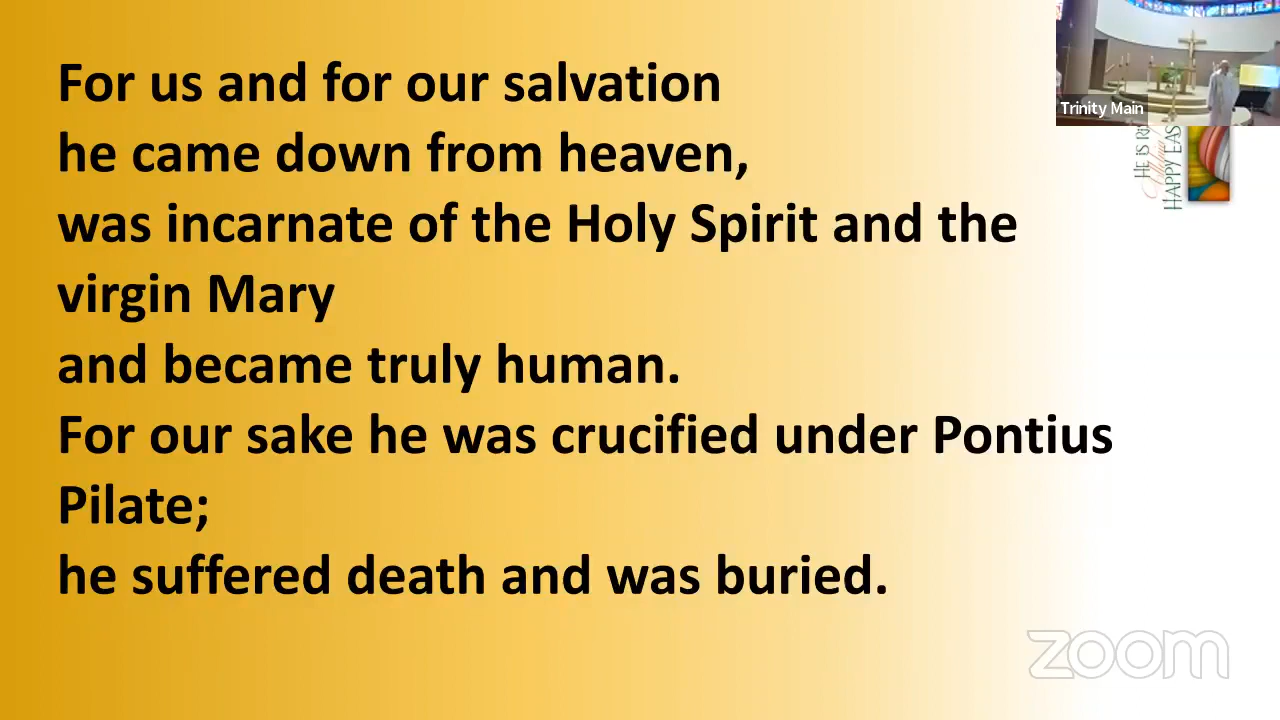 For us and for our salvation
he came down from heaven,
was incarnate of the Holy Spirit and the
virgin Mary
and became truly human.
For our sake he was crucified under Pontius
Pilate;
he suffered death and was buried.
Trinity Main
HE IS
HAPPY
zoom